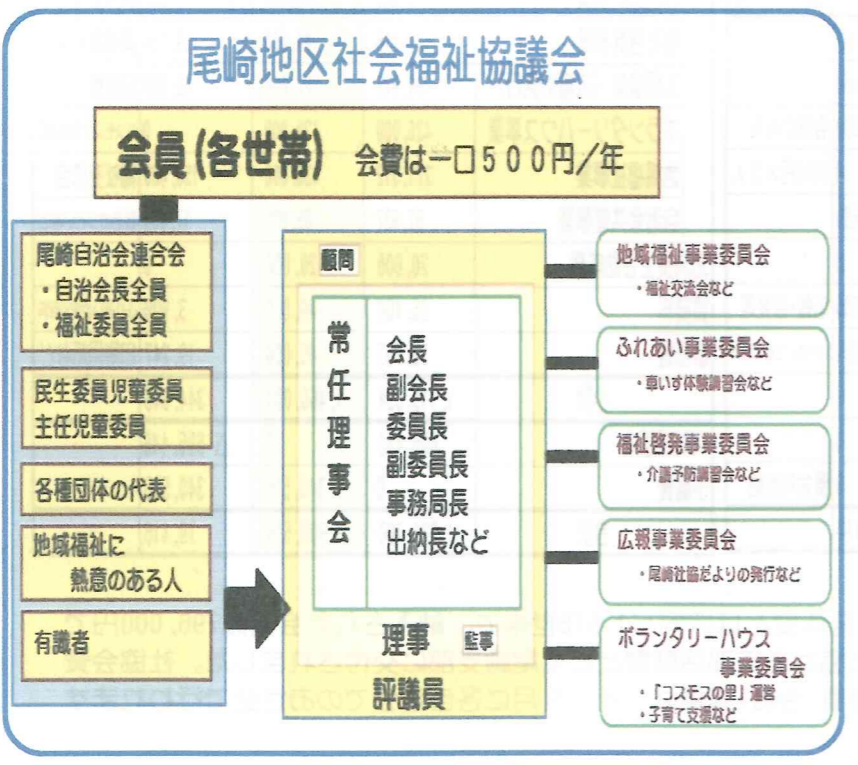 尾崎地区社会福祉協議会
会員(各世帯) 会費は一口500円/年
尾崎自治会連合会
・自治会長全員
・福祉委員全員
民生委員児童委員
主任児童委員
各種団体の代表
地域福祉に
熱意のある人
有識者
顧問
常任理事会
会長
副会長
委員長
副委員長
事務局長
出納長など
理事 監事
評議員
地域福祉事業委員会
・福祉交流会など
ふれあい事業委員会
・車いす体験講習会など
福祉啓発事業委員会
・介護予防講習会など
広報事業委員会
・尾崎社協だよりの発行など
ボランタリーハウス
事業委員会
・「コスモスの里」運営
・子育て支援など